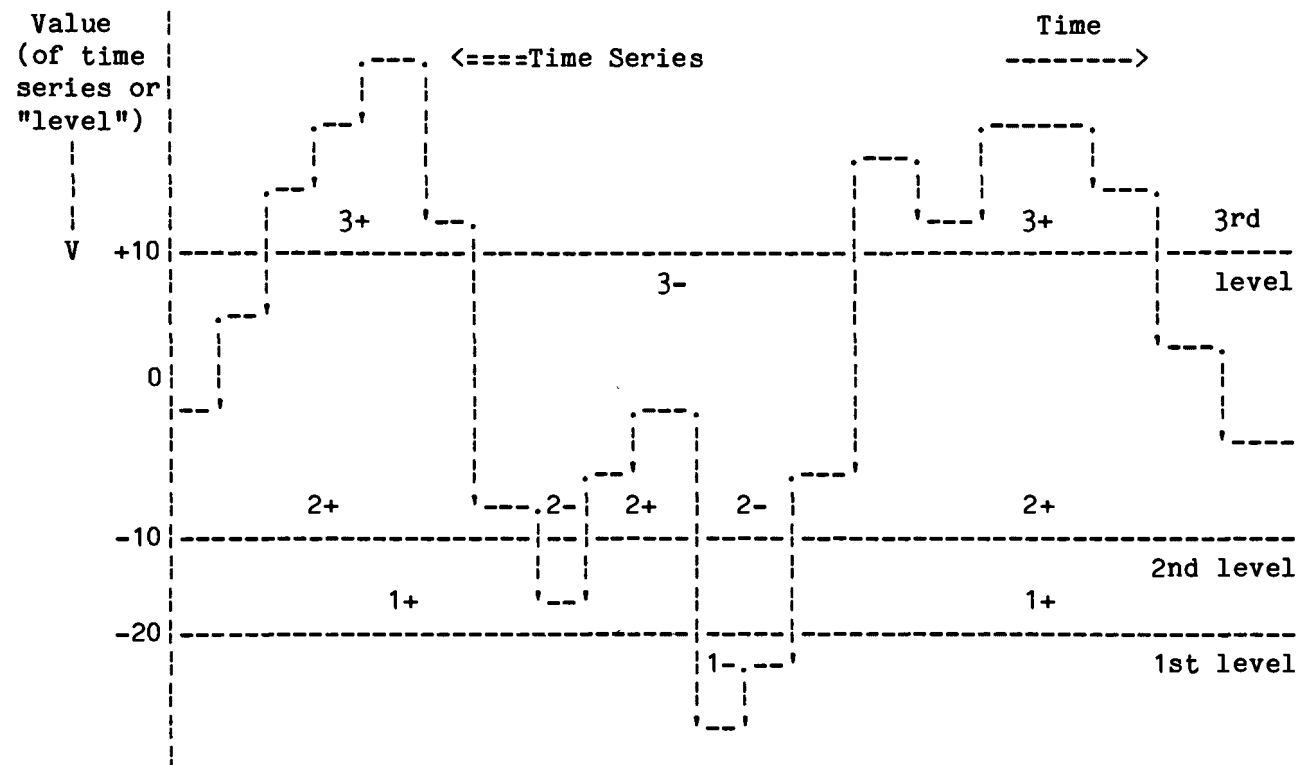 Value
(of time
series or
"level")
Time
<====Time Series
------->
3+
3+
3rd
V +10
level
3-
0
2+
2-
2+
2-
2+
-10
2nd level
1+
1+
-20
1-
1st level